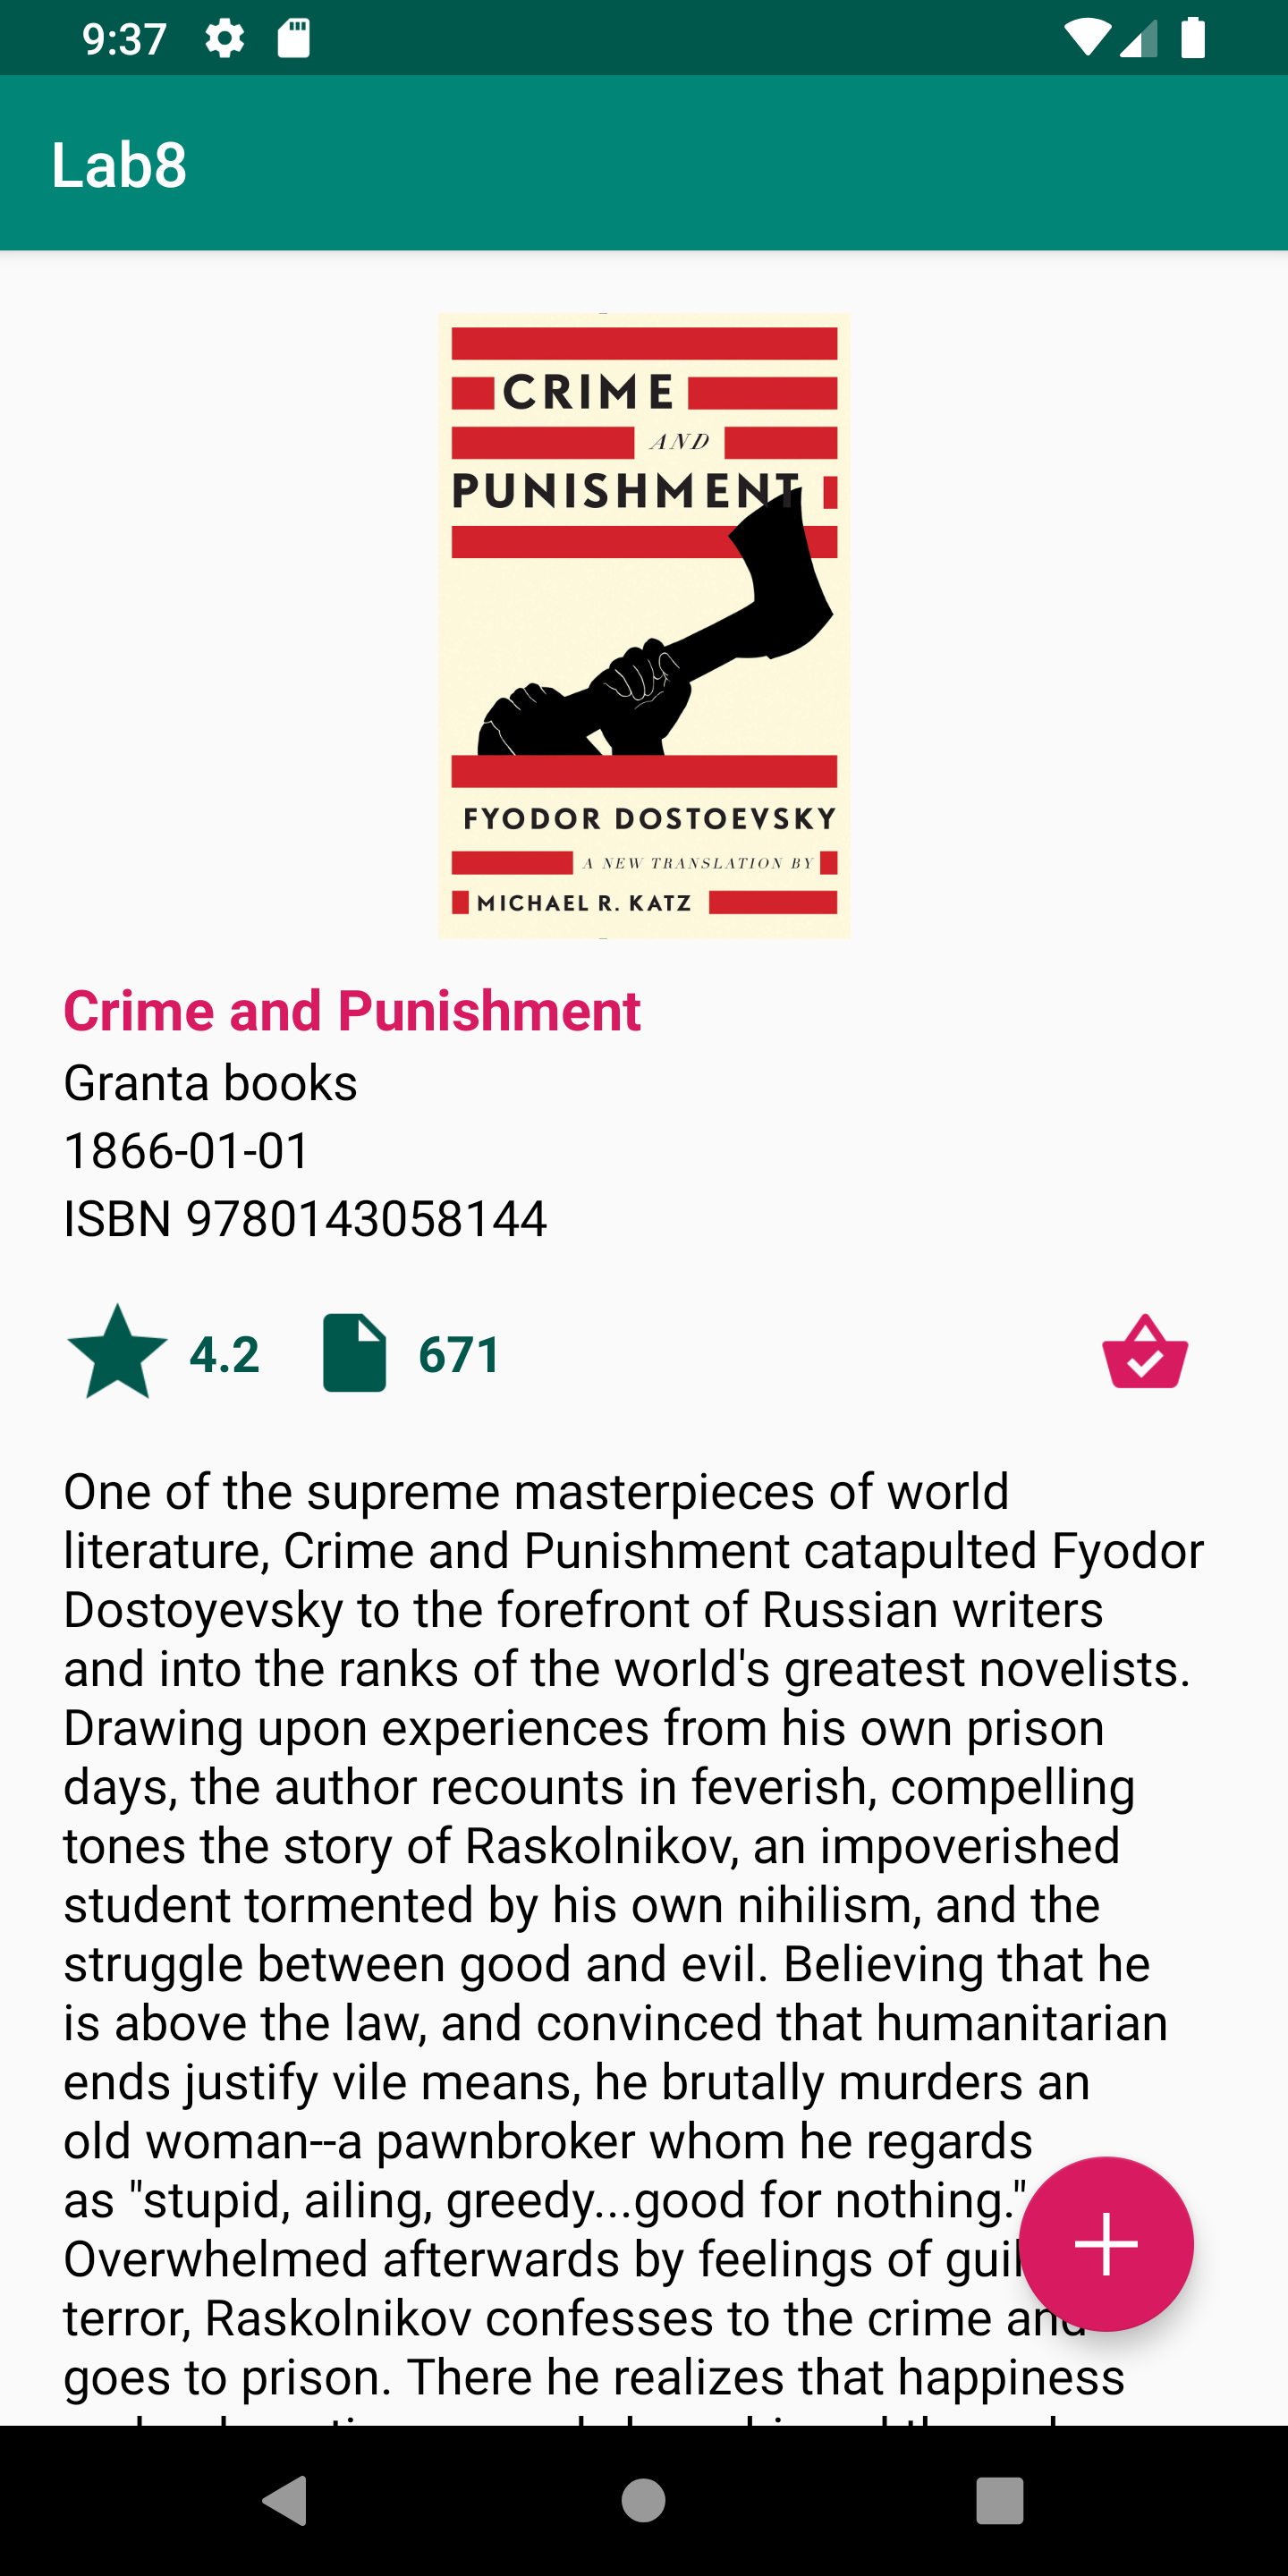 9:37
Lab8
CRIME
AND
PUNISHMENT
FYODOR DOSTOEVSKY
A NEW TRANSLATION BY
MICHAEL R. KATZ
Crime and Punishment
Granta books
1866-01-01
ISBN 9780143058144
4.2 671
One of the supreme masterpieces of world
literature, Crime and Punishment catapulted Fyodor
Dostoyevsky to the forefront of Russian writers
and into the ranks of the world's greatest novelists.
Drawing upon experiences from his own prison
days, the author recounts in feverish, compelling
tones the story of Raskolnikov, an impoverished
student tormented by his own nihilism, and the
struggle between good and evil. Believing that he
is above the law, and convinced that humanitarian
ends justify vile means, he brutally murders an
old woman--a pawnbroker whom he regards
as "stupid, ailing, greedy...good for nothing."
Overwhelmed afterwards by feelings of
terror, Raskolnikov confesses to the crime and
goes to prison. There he realizes that happiness